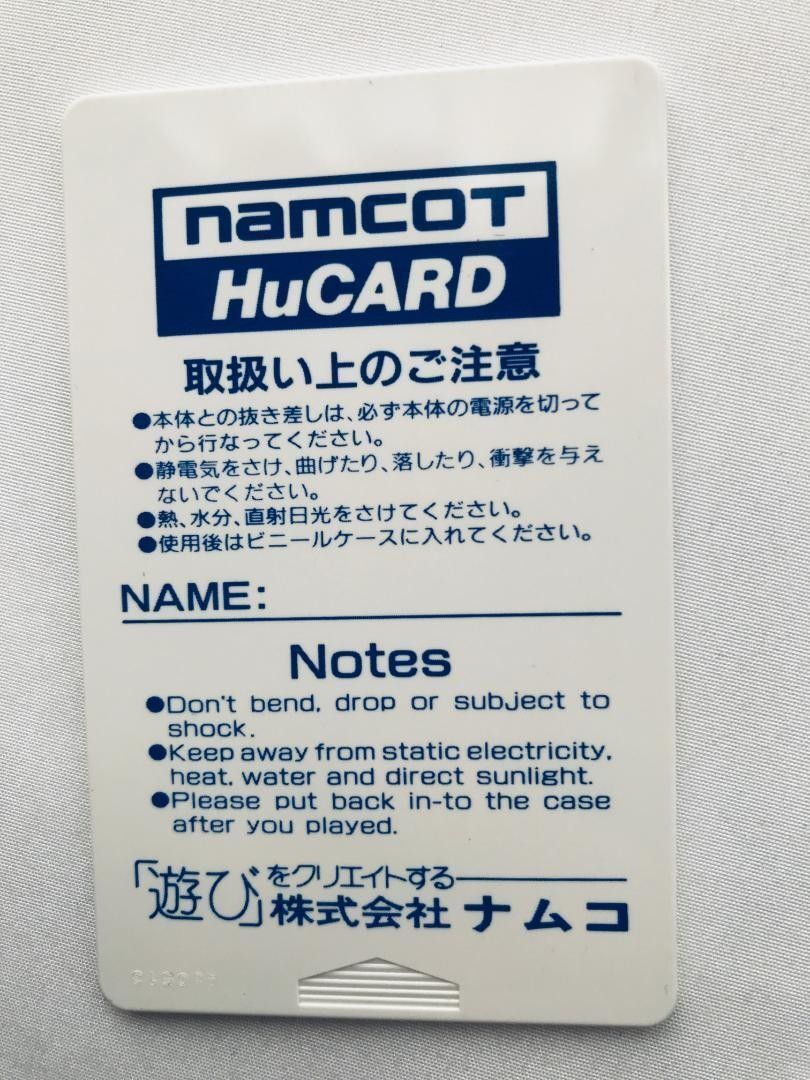 namcoT
HuCARD
取扱い上のご注意
●本体との抜き差しは、必ず本体の電源を切って
から行なってください。
●静電気をさけ、曲げたり、落したり、衝撃を与え
ないでください。
●熱、水分、直射日光をさけてください。
●使用後はビニールケースに入れてください。
NAME:
Notes
●Don't bend, drop or subject to
shock.
●Keep away from static electricity,
heat, water and direct sunlight.
●Please put back in-to the case
after you played.
「遊び」をクリエイトする
株式会社 ナムコ